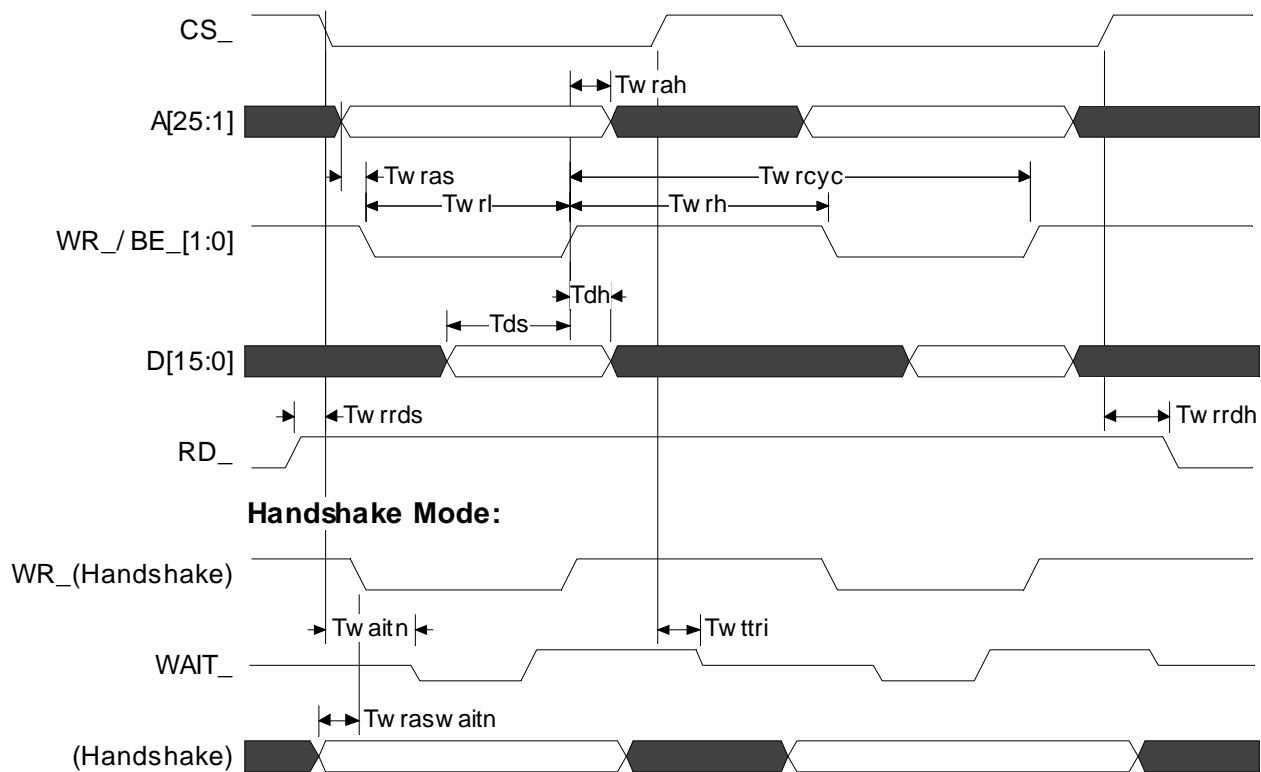 CS_
Tw rah
A[25:1]
Tw ras
Tw rcyc
Tw rl
Tw rh
WR_/ BE_[1:0]
Tdh
Tds
D[15:0]
Tw rrds
Tw rrdh
RD_
Handshake Mode:
WR_(Handshake)
Tw aitn
Tw ttri
WAIT_
Tw rasw aitn
(Handshake)